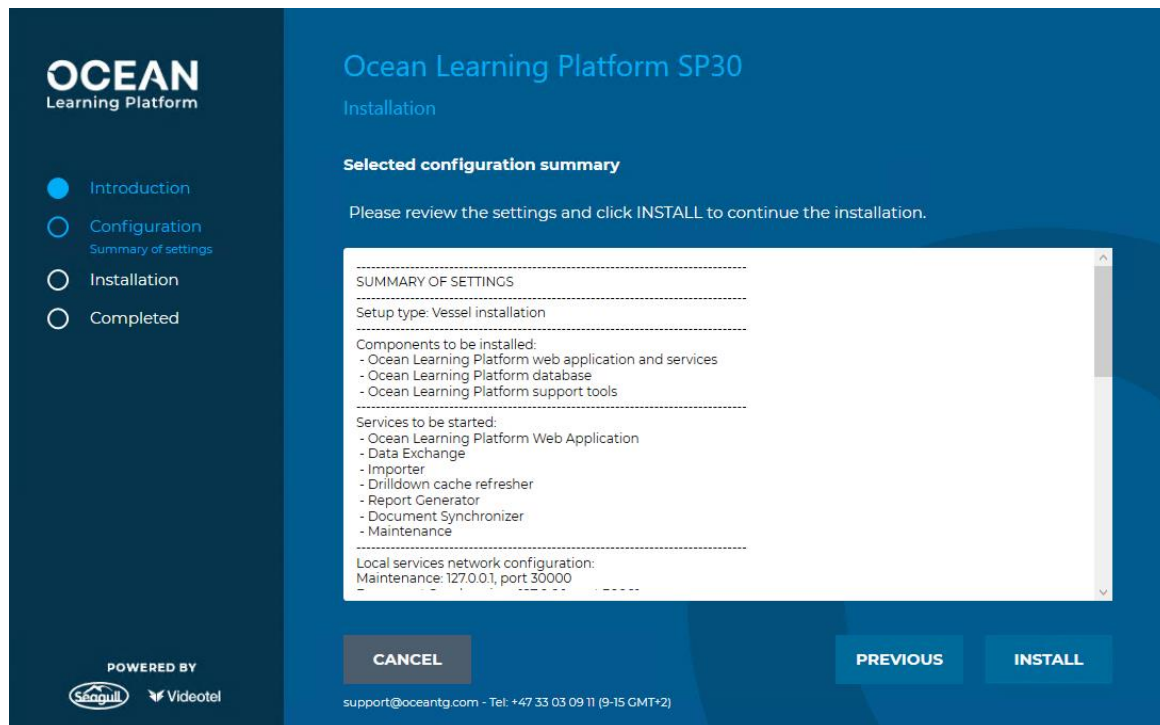 OCEAN
Learning Platform
Introduction
Configuration
Summary of settings
Installation
Completed
POWERED BY
Seagull
Videotel
Ocean Learning Platform SP30
Installation
Selected configuration summary
Please review the settings and click INSTALL to continue the installation.
--------------------------------------------------------------------------------
SUMMARY OF SETTINGS
--------------------------------------------------------------------------------
Setup type: Vessel installation
--------------------------------------------------------------------------------
Components to be installed:
- Ocean Learning Platform web application and services
- Ocean Learning Platform database
- Ocean Learning Platform support tools
--------------------------------------------------------------------------------
Services to be started:
- Ocean Learning Platform Web Application
- Data Exchange
- Importer
- Drilldown cache refresher
- Report Generator
- Document Synchronizer
- Maintenance
--------------------------------------------------------------------------------
Local services network configuration:
Maintenance: 127.0.0.1, port 30000
CANCEL
PREVIOUS
INSTALL
support@oceantg.com - Tel: +47 33 03 09 11 (9-15 GMT+2)